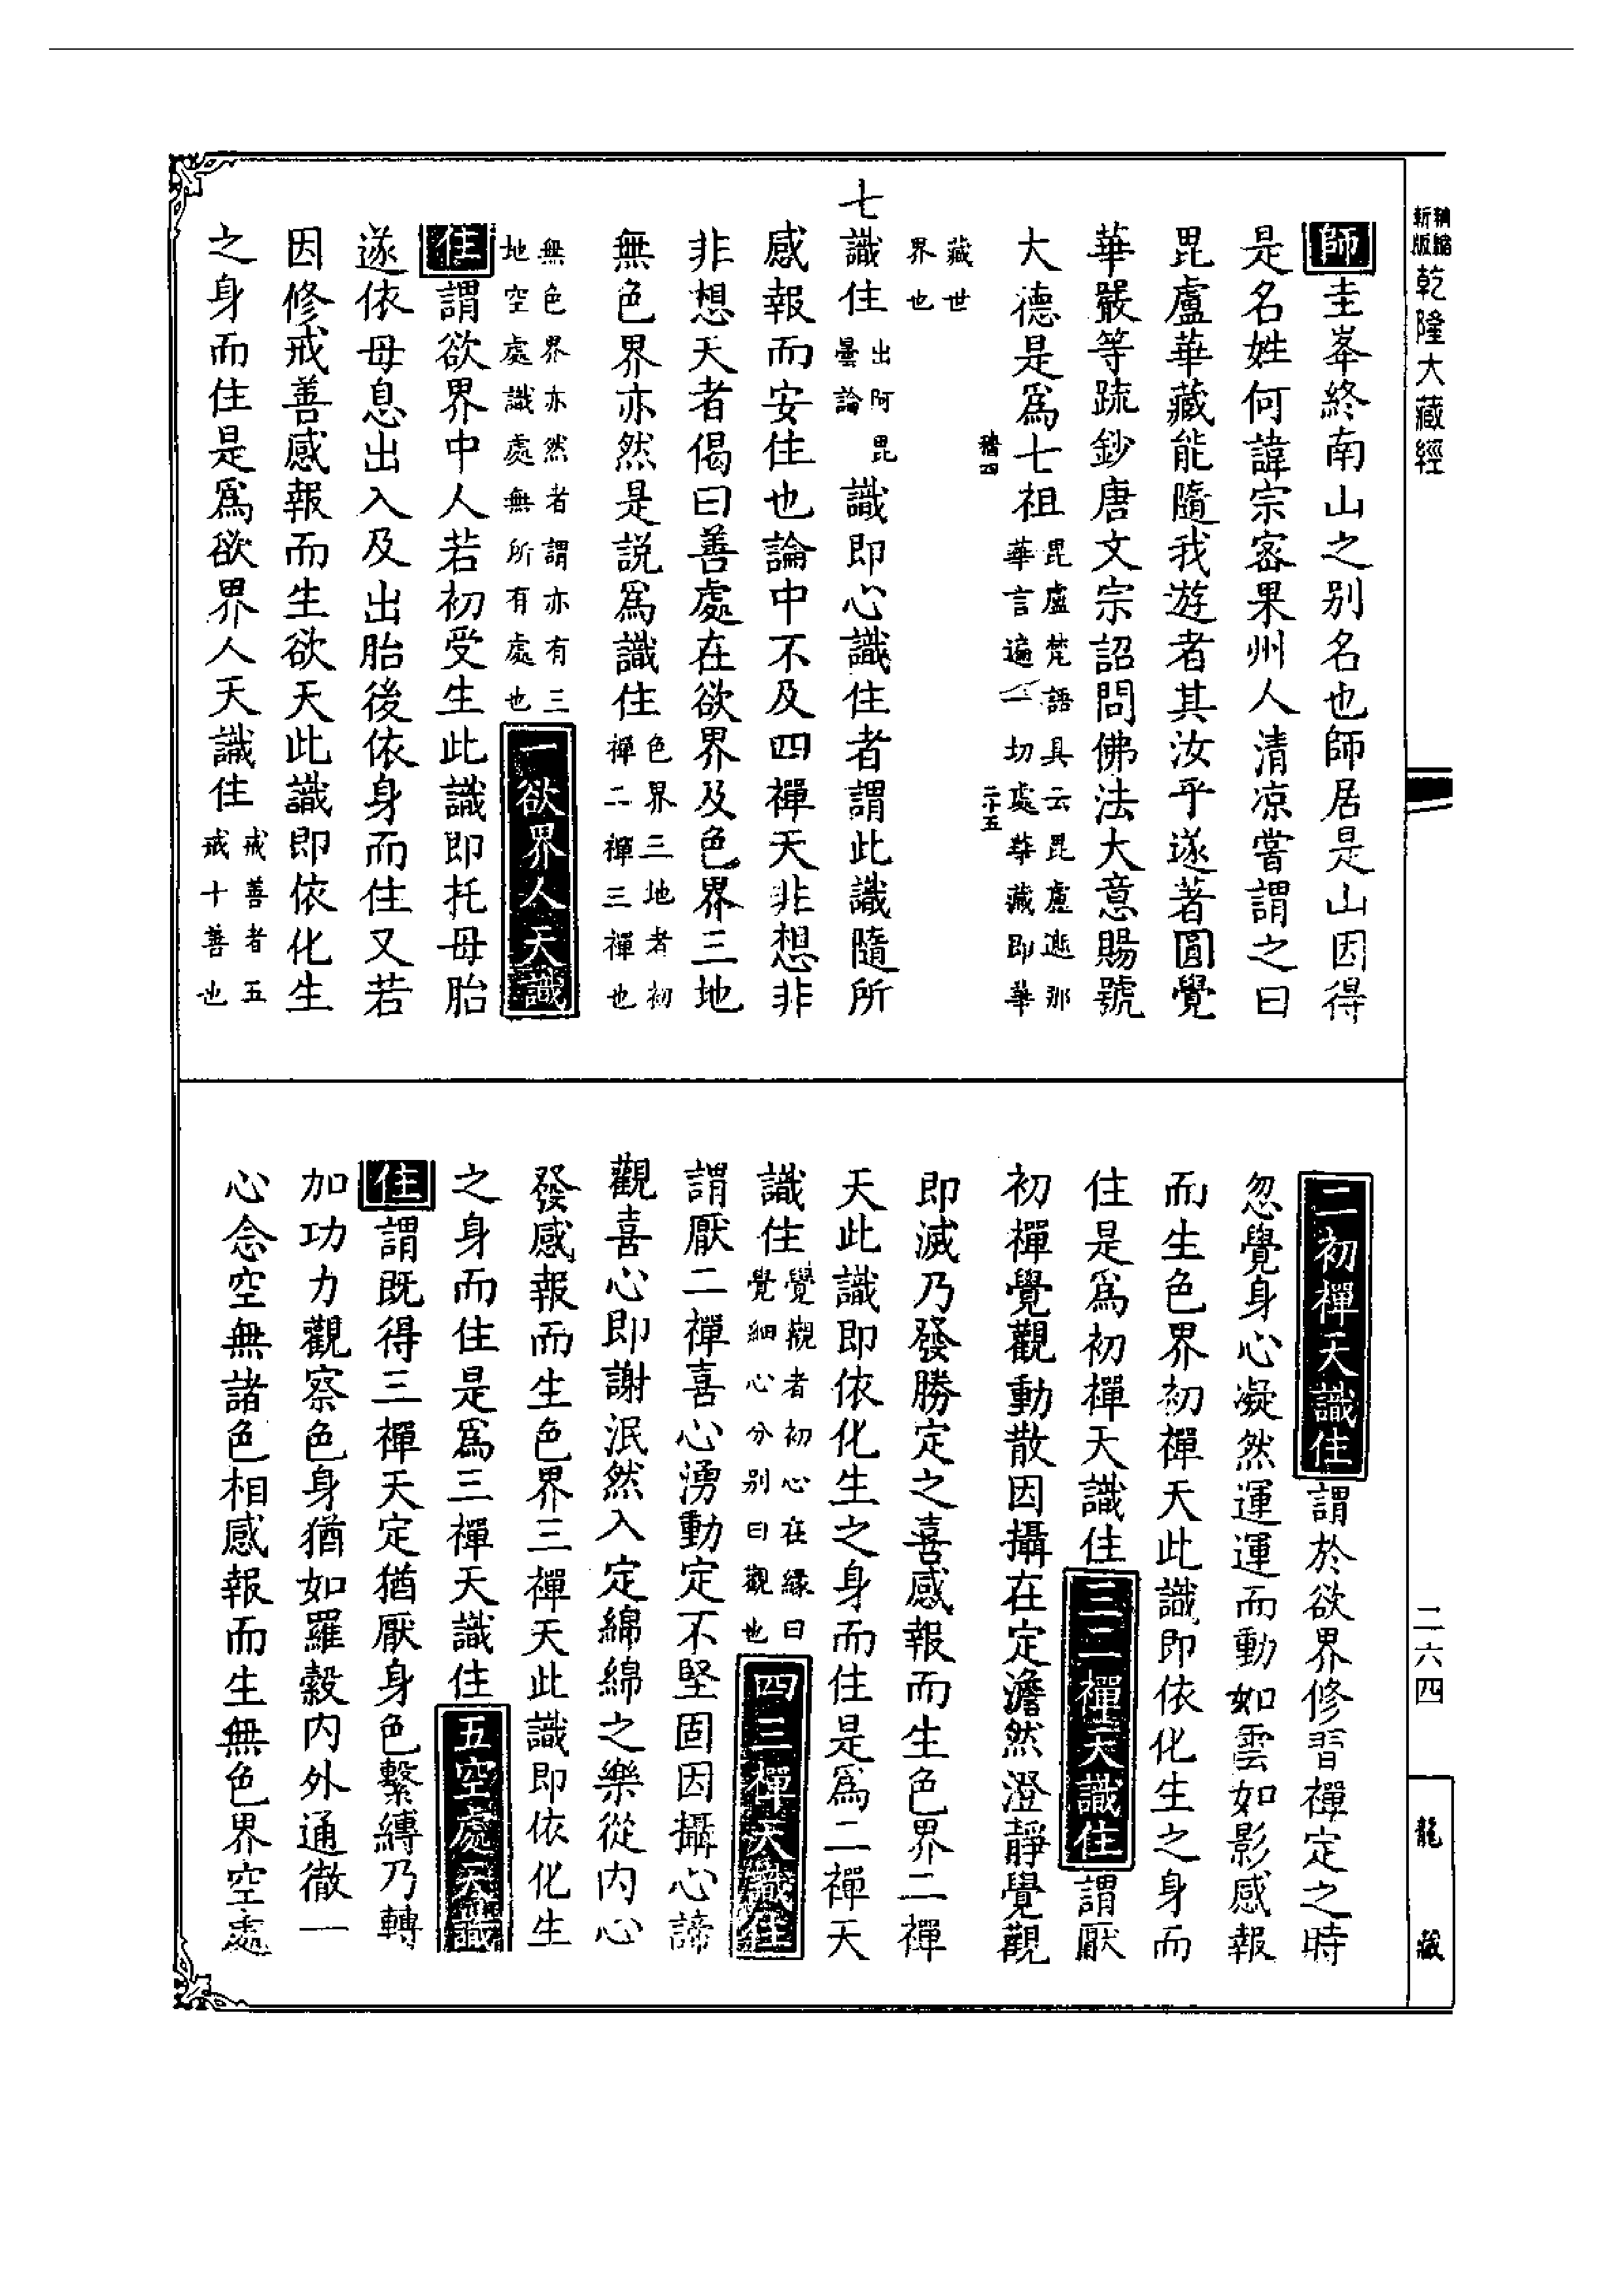 新版精縮
乾隆大藏經
師圭峯終南山之別名也師居是山因得
是名姓何諱宗密果州人清凉嘗謂之曰
毘盧華藏能隨我遊者其汝乎遂著圓覺
華嚴等䟽鈔唐文宗詔問佛法大意賜號
大德是爲七祖毘盧梵語具云毘盧遮那華言遍一切處華藏即華
二十五
藏世界也
七識住出阿毘曇論識即心識住者謂此識隨所
感報而安住也論中不及四禪天非想非
非想天者偈曰善處在欲界及色界三地
無色界亦然是説爲識住色界三地者初禪二禪三禪也
無色界亦然者謂亦有三地空處識處無所有處也一欲界人天識
住謂欲界中人若初受生此識即托母胎
遂依母息出入及出胎後依身而住又若
因修戒善感報而生欲天此識即依化生
之身而住是爲欲界人天識住戒善者五戒十善也
二初禪天識住謂於欲界修習禪定之時
忽覺身心凝然運運而動如雲如影感報
而生色界初禪天此識即依化生之身而
住是爲初禪天識住三二禪天識住謂厭
初禪覺觀動散因攝在定澹然澄靜覺觀
即滅乃發勝定之喜感報而生色界二禪
天此識即依化生之身而住是爲二禪天
識住覺觀者初心在緣曰覺細心分別曰觀也四三禪天識住
謂厭二禪喜心湧動定不堅固因攝心諦
觀喜心即謝泯然入定綿綿之樂從内心
發感報而生色界三禪天此識即依化生
之身而住是爲三禪天識住五空處天識
住謂既得三禪天定猶厭身色繫縛乃轉
加功力觀察色身猶如羅縠内外通徹一
心念空無諸色相感報而生無色界空處
二六四
龍藏